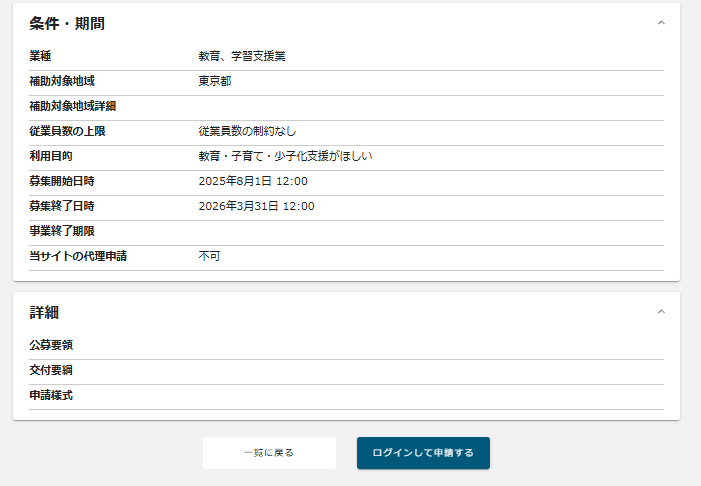 条件・期間
業種 教育、学習支援業
補助対象地域 東京都
補助対象地域詳細
従業員数の上限 従業員数の制約なし
利用目的 教育・子育て・少子化支援がほしい
募集開始日時 2025年8月1日 12:00
募集終了日時 2026年3月31日 12:00
事業終了期限
当サイトの代理申請 不可
詳細
公募要領
交付要綱
申請様式
一覧に戻る ログインして申請する